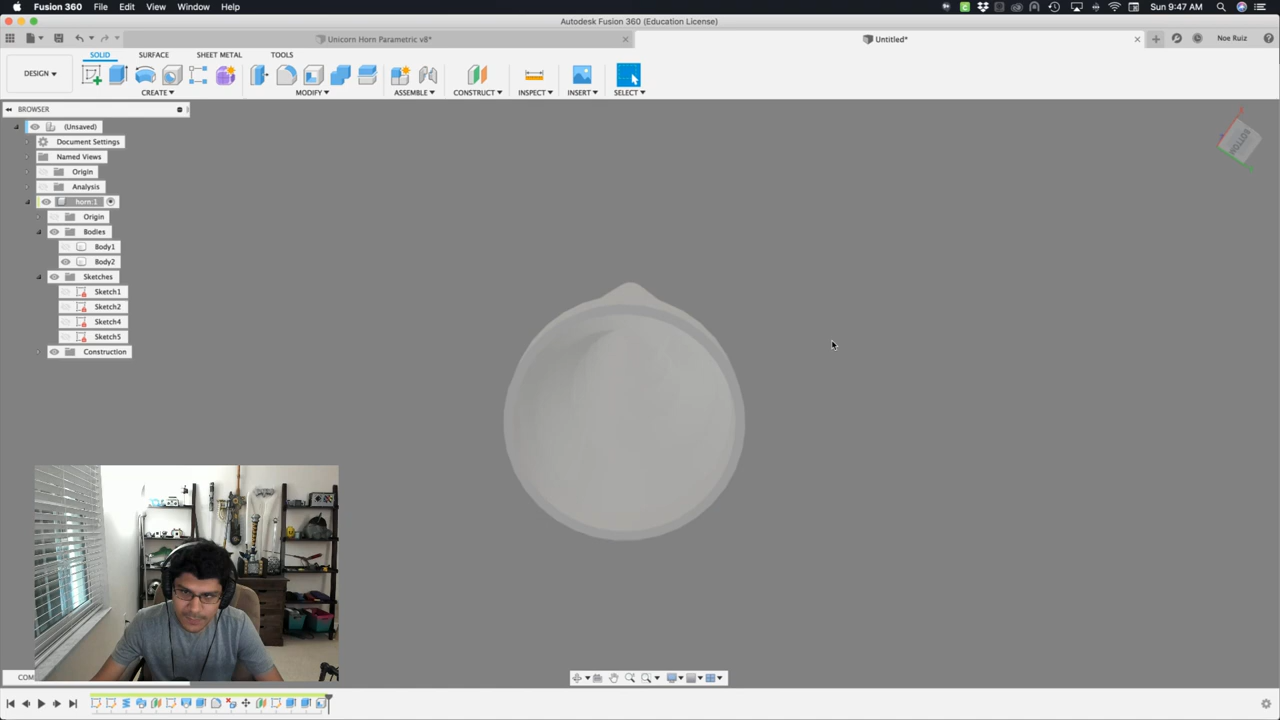 Fusion 360 File Edit View Window Help Sun 9:47 AM
Autodesk Fusion 360 (Education License)
Unicorn Horn Parametric v8* Untitled* Noe Ruiz
SOLID SURFACE SHEET METAL TOOLS
DESIGN
CREATE MODIFY ASSEMBLE CONSTRUCT INSPECT INSERT SELECT
BROWSER
(Unsaved)
Document Settings
Named Views
Origin
Analysis
horn:1
Origin
Bodies
Body1
Body2
Sketches
Sketch1
Sketch2
Sketch4
Sketch5
Construction
BOTTOM
COM